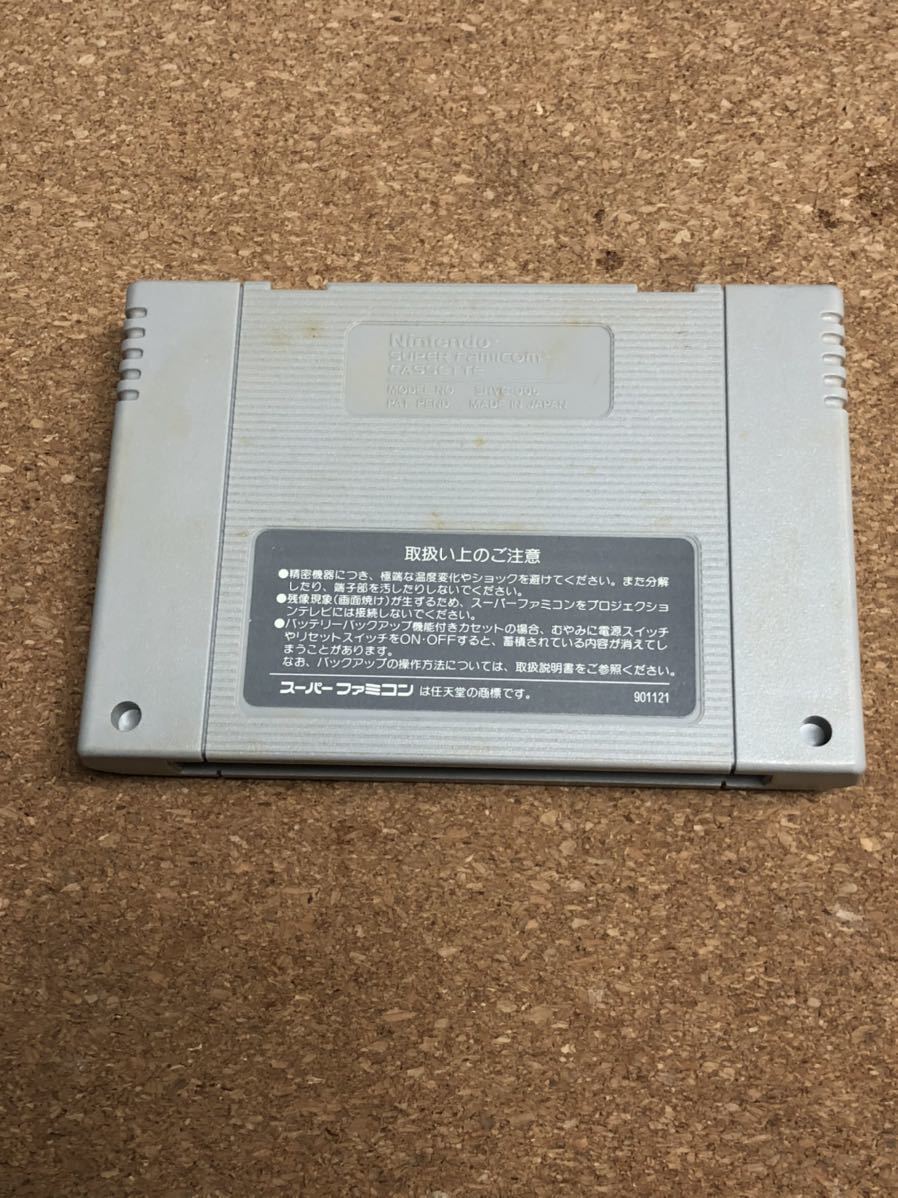 Nintendo
SUPER FAMICOM
CASSETTE
MODEL NO. SHVC-006
PAT. PEND. MADE IN JAPAN
取扱い上のご注意
●精密機器につき、極端な温度変化やショックを避けてください。また分解
したり、端子部を汚したりしないでください。
●残像現象(画面焼け)が生ずるため、スーパーファミコンをプロジェクショ
ンテレビには接続しないでください。
●バッテリーバックアップ機能付きカセットの場合、むやみに電源スイッチ
やリセットスイッチをON・OFFすると、蓄積されている内容が消えてし
まうことがあります。
なお、バックアップの操作方法については、取扱説明書をご参照ください。
スーパーファミコン は任天堂の商標です。
901121